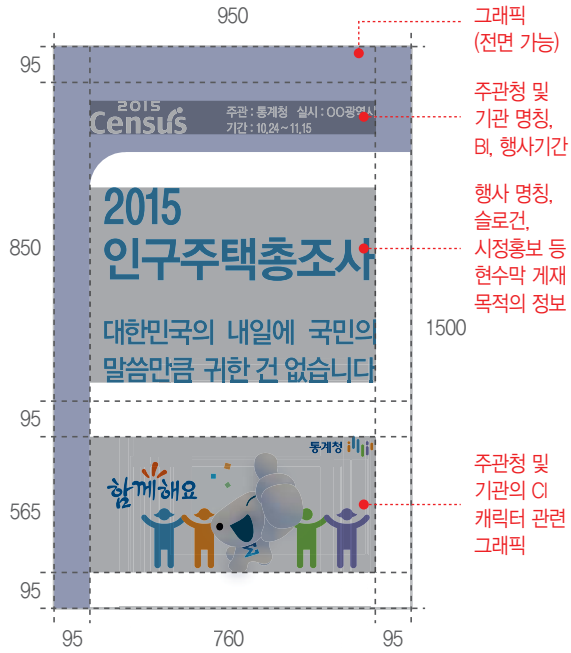 950
그래픽
(전면 가능)
95
주관청 및
기관 명칭,
BI, 행사기간
2015
Census
주관 : 통계청 실시 : OO광역시
기간 : 10.24~11.15
행사 명칭,
슬로건,
시정홍보 등
현수막 게재
목적의 정보
2015
인구주택총조사
850
1500
대한민국의 내일에 국민의
말씀만큼 귀한 건 없습니다
95
통계청
함께해요
주관청 및
기관의 CI
캐릭터 관련
그래픽
565
95
95
760
95